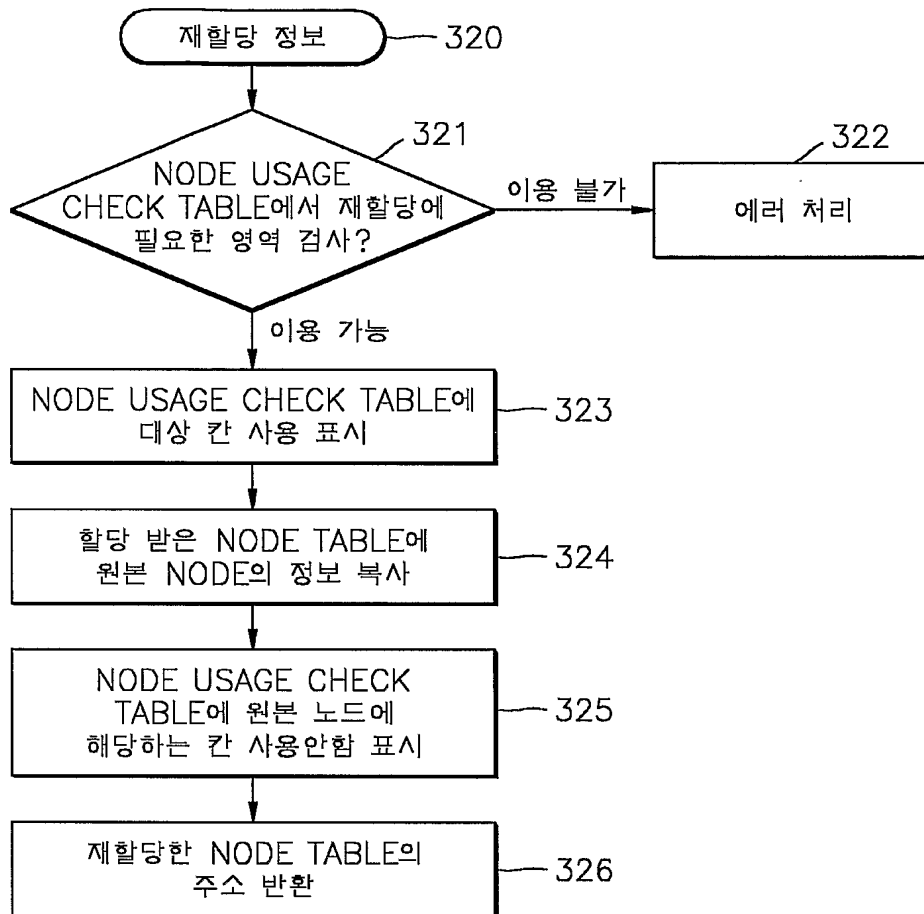 재할당 정보
320
321
NODE USAGE
CHECK TABLE에서 재할당에
필요한 영역 검사?
이용 불가
322
에러 처리
이용 가능
NODE USAGE CHECK TABLE에
대상 칸 사용 표시
323
할당 받은 NODE TABLE에
원본 NODE의 정보 복사
324
NODE USAGE CHECK
TABLE에 원본 노드에
해당하는 칸 사용안함 표시
325
재할당한 NODE TABLE의
주소 반환
326